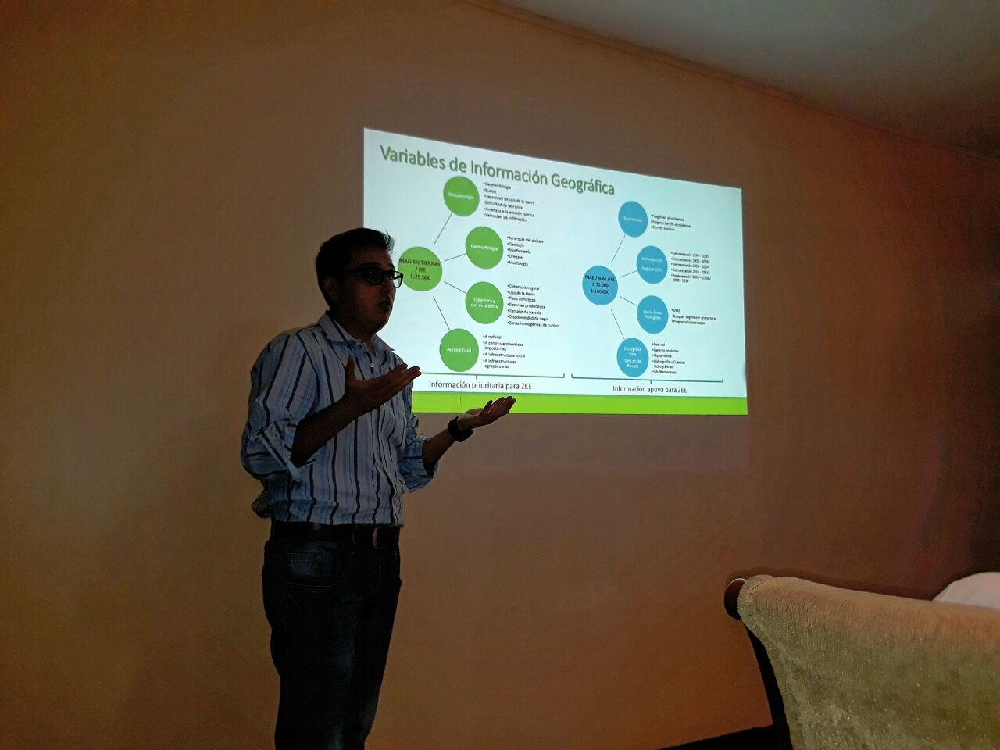 Variables de Información Geográfica
Geopedología
•Geomorfología
•Suelos
•Capacidad de uso de la tierra
•Dificultad de labranza
•Amenaza a la erosión hídrica
•Velocidad de infiltración
Geomorfología
•Jerarquía del paisaje
•Geología
•Morfometría
•Drenaje
•Morfología
MAG-SIGTIERRAS
/ IEE
1:25.000
Cobertura y
uso de la tierra
•Cobertura vegetal
•Uso de la tierra
•Pisos climáticos
•Sistemas productivos
•Tamaño de parcela
•Disponibilidad de riego
•Zonas homogéneas de cultivo
Accesibilidad
•A red vial
•A centros económicos
importantes
•A infraestructura social
•A infraestructuras
agropecuarias
Información prioritaria para ZEE
Ecosistemas
•Fragilidad ecosistemas
•Fragmentación ecosistemas
•Estrato bosque
Deforestación
/
Regeneración
•Deforestación 1990 - 2000
•Deforestación 2000 - 2008
•Deforestación 2008 - 2014
•Deforestación 2014 - 2016
•Regeneración 2000 – 2008 /
2008 - 2014
MAE / IGM /IEE
1:50.000
1:100.000
Límite Áreas
Protegidas
•SNAP
•Bosques vegetación protectora
•Programa Sociobosque
Cartografía
base
Gestión de
Riesgos
•Red vial
•Centros poblados
•Hipsometría
•Hidrografía – Cuencas
hidrográficas
•Multiamenazas
Información apoyo para ZEE